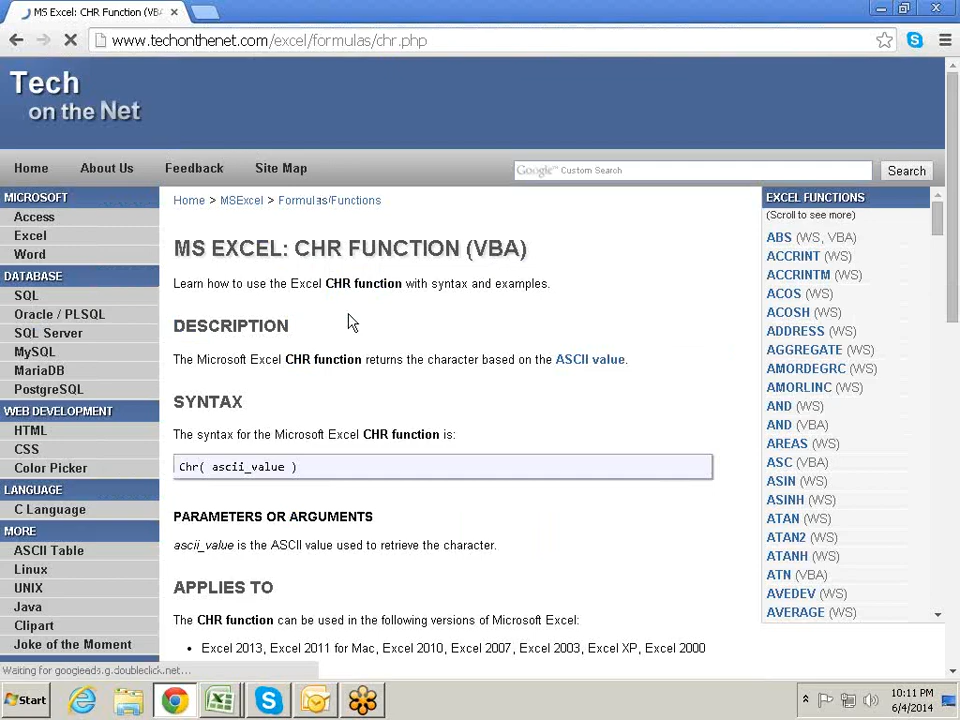 MS Excel: CHR Function (VBA
www.techonthenet.com/excel/formulas/chr.php
Tech
on the Net
Home About Us Feedback Site Map
Google™ Custom Search
Search
MICROSOFT
Access
Excel
Word
DATABASE
SQL
Oracle / PLSQL
SQL Server
MySQL
MariaDB
PostgreSQL
WEB DEVELOPMENT
HTML
CSS
Color Picker
LANGUAGE
C Language
MORE
ASCII Table
Linux
UNIX
Java
Clipart
Joke of the Moment
Home > MSExcel > Formulas/Functions
MS EXCEL: CHR FUNCTION (VBA)
Learn how to use the Excel CHR function with syntax and examples.
DESCRIPTION
The Microsoft Excel CHR function returns the character based on the ASCII value.
SYNTAX
The syntax for the Microsoft Excel CHR function is:
Chr( ascii_value )
PARAMETERS OR ARGUMENTS
ascii_value is the ASCII value used to retrieve the character.
APPLIES TO
The CHR function can be used in the following versions of Microsoft Excel:
• Excel 2013, Excel 2011 for Mac, Excel 2010, Excel 2007, Excel 2003, Excel XP, Excel 2000
EXCEL FUNCTIONS
(Scroll to see more)
ABS (WS, VBA)
ACCRINT (WS)
ACCRINTM (WS)
ACOS (WS)
ACOSH (WS)
ADDRESS (WS)
AGGREGATE (WS)
AMORDEGRC (WS)
AMORLINC (WS)
AND (WS)
AND (VBA)
AREAS (WS)
ASC (VBA)
ASIN (WS)
ASINH (WS)
ATAN (WS)
ATAN2 (WS)
ATANH (WS)
ATN (VBA)
AVEDEV (WS)
AVERAGE (WS)
Waiting for googleads.g.doubleclick.net...
Start
10:11 PM
6/4/2014